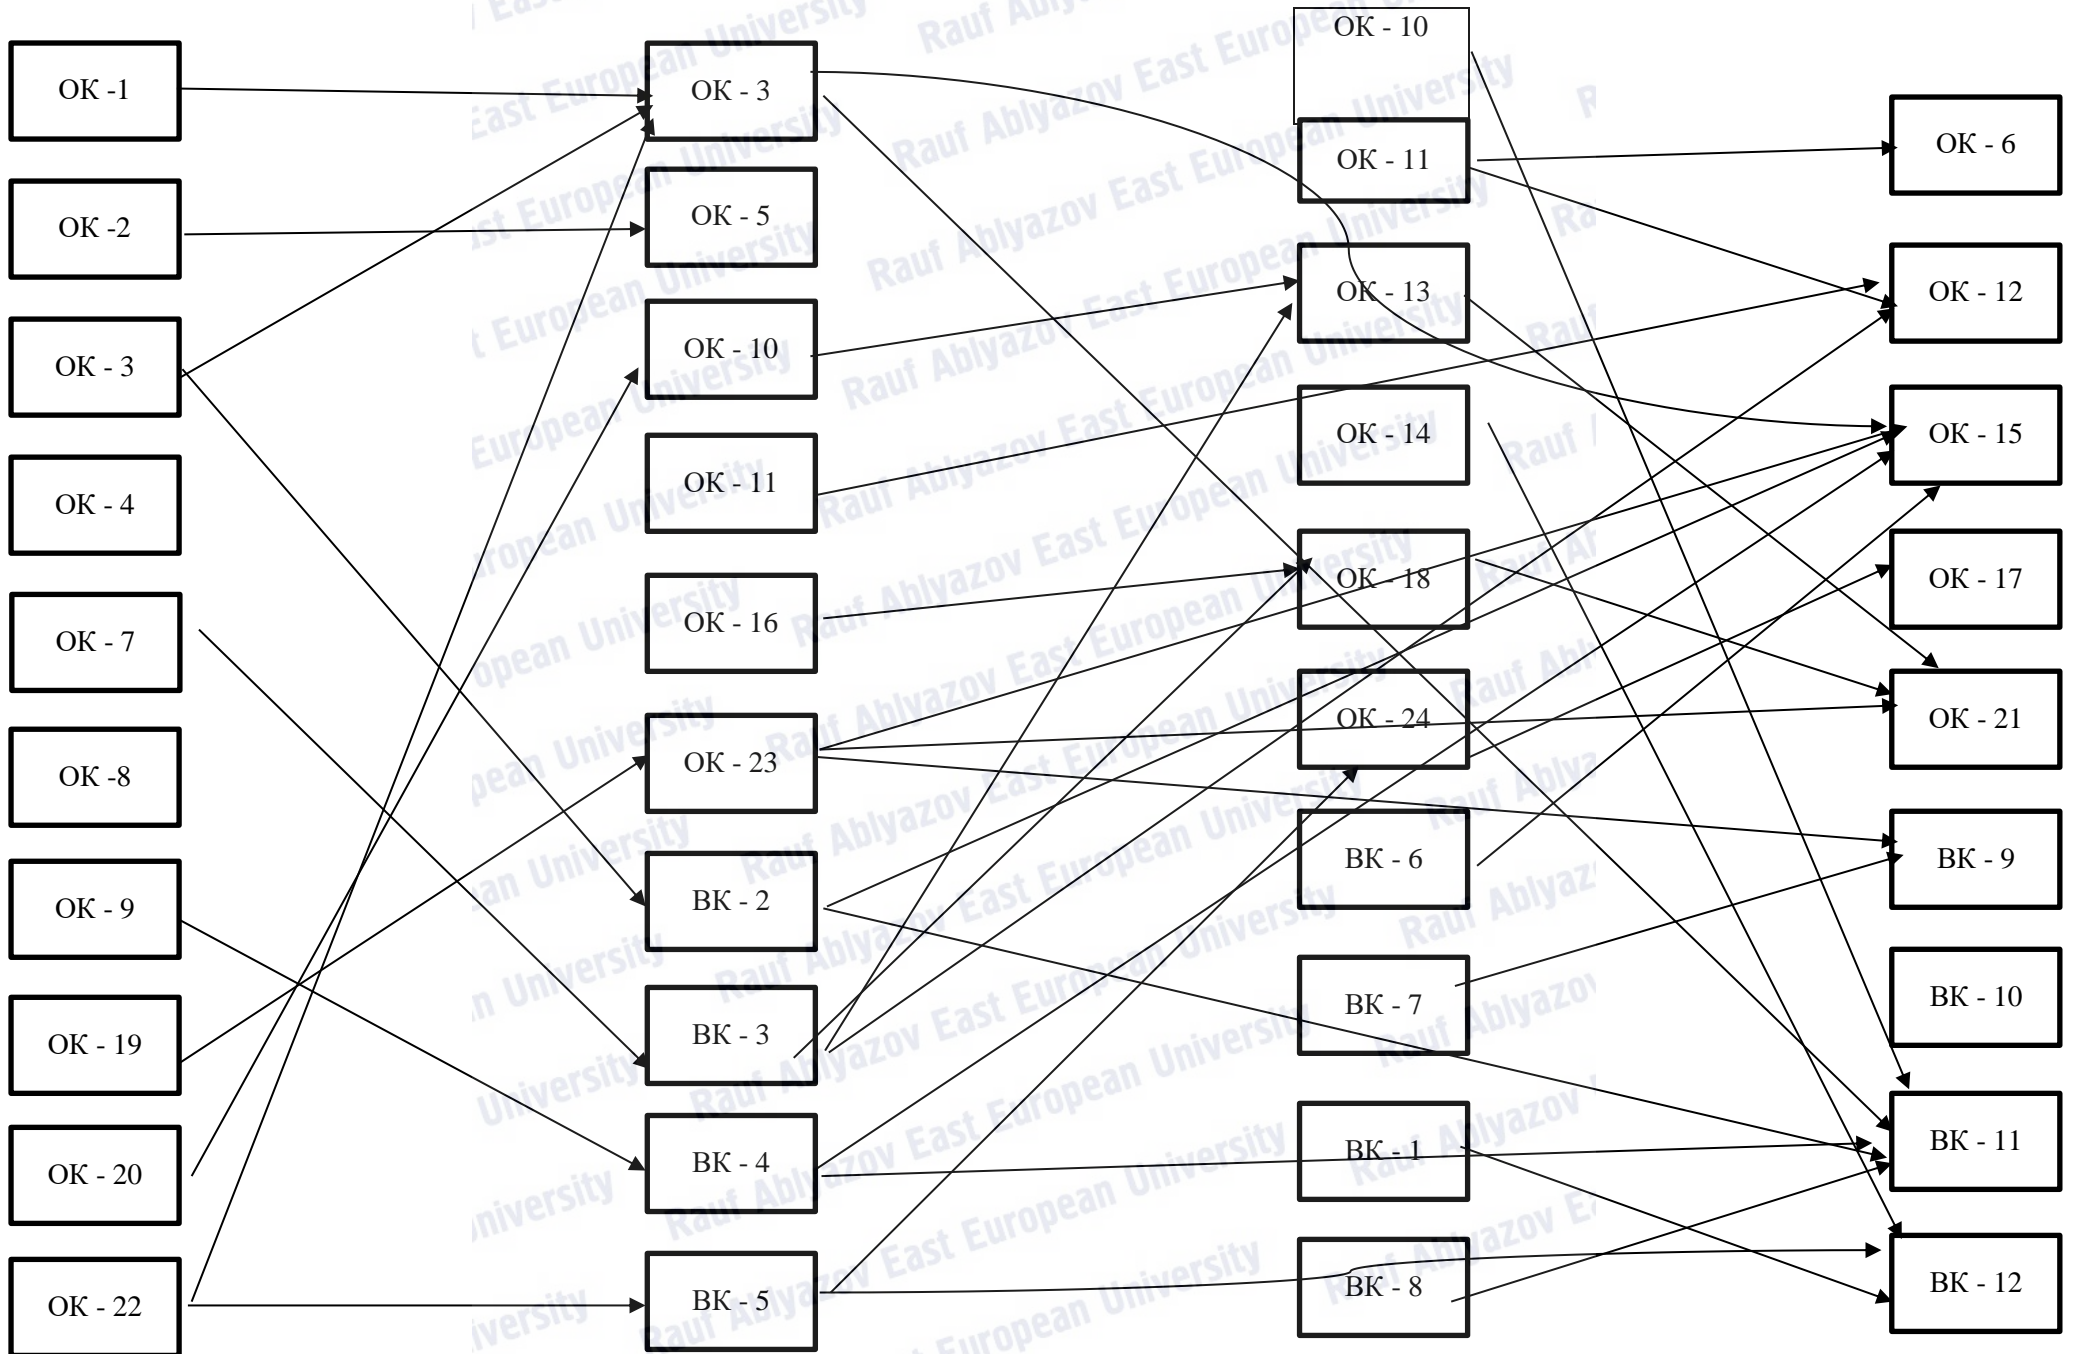 ОК -1
ОК -2
ОК - 3
ОК - 4
ОК - 7
ОК -8
ОК - 9
ОК - 19
ОК - 20
ОК - 22
ОК - 3
ОК - 5
ОК - 10
ОК - 11
ОК - 16
ОК - 23
ВК - 2
ВК - 3
ВК - 4
ВК - 5
ОК - 10
ОК - 11
ОК - 13
ОК - 14
ОК - 18
ОК - 24
ВК - 6
ВК - 7
ВК - 1
ВК - 8
ОК - 6
ОК - 12
ОК - 15
ОК - 17
ОК - 21
ВК - 9
ВК - 10
ВК - 11
ВК - 12
Rauf Ablyazov East European University